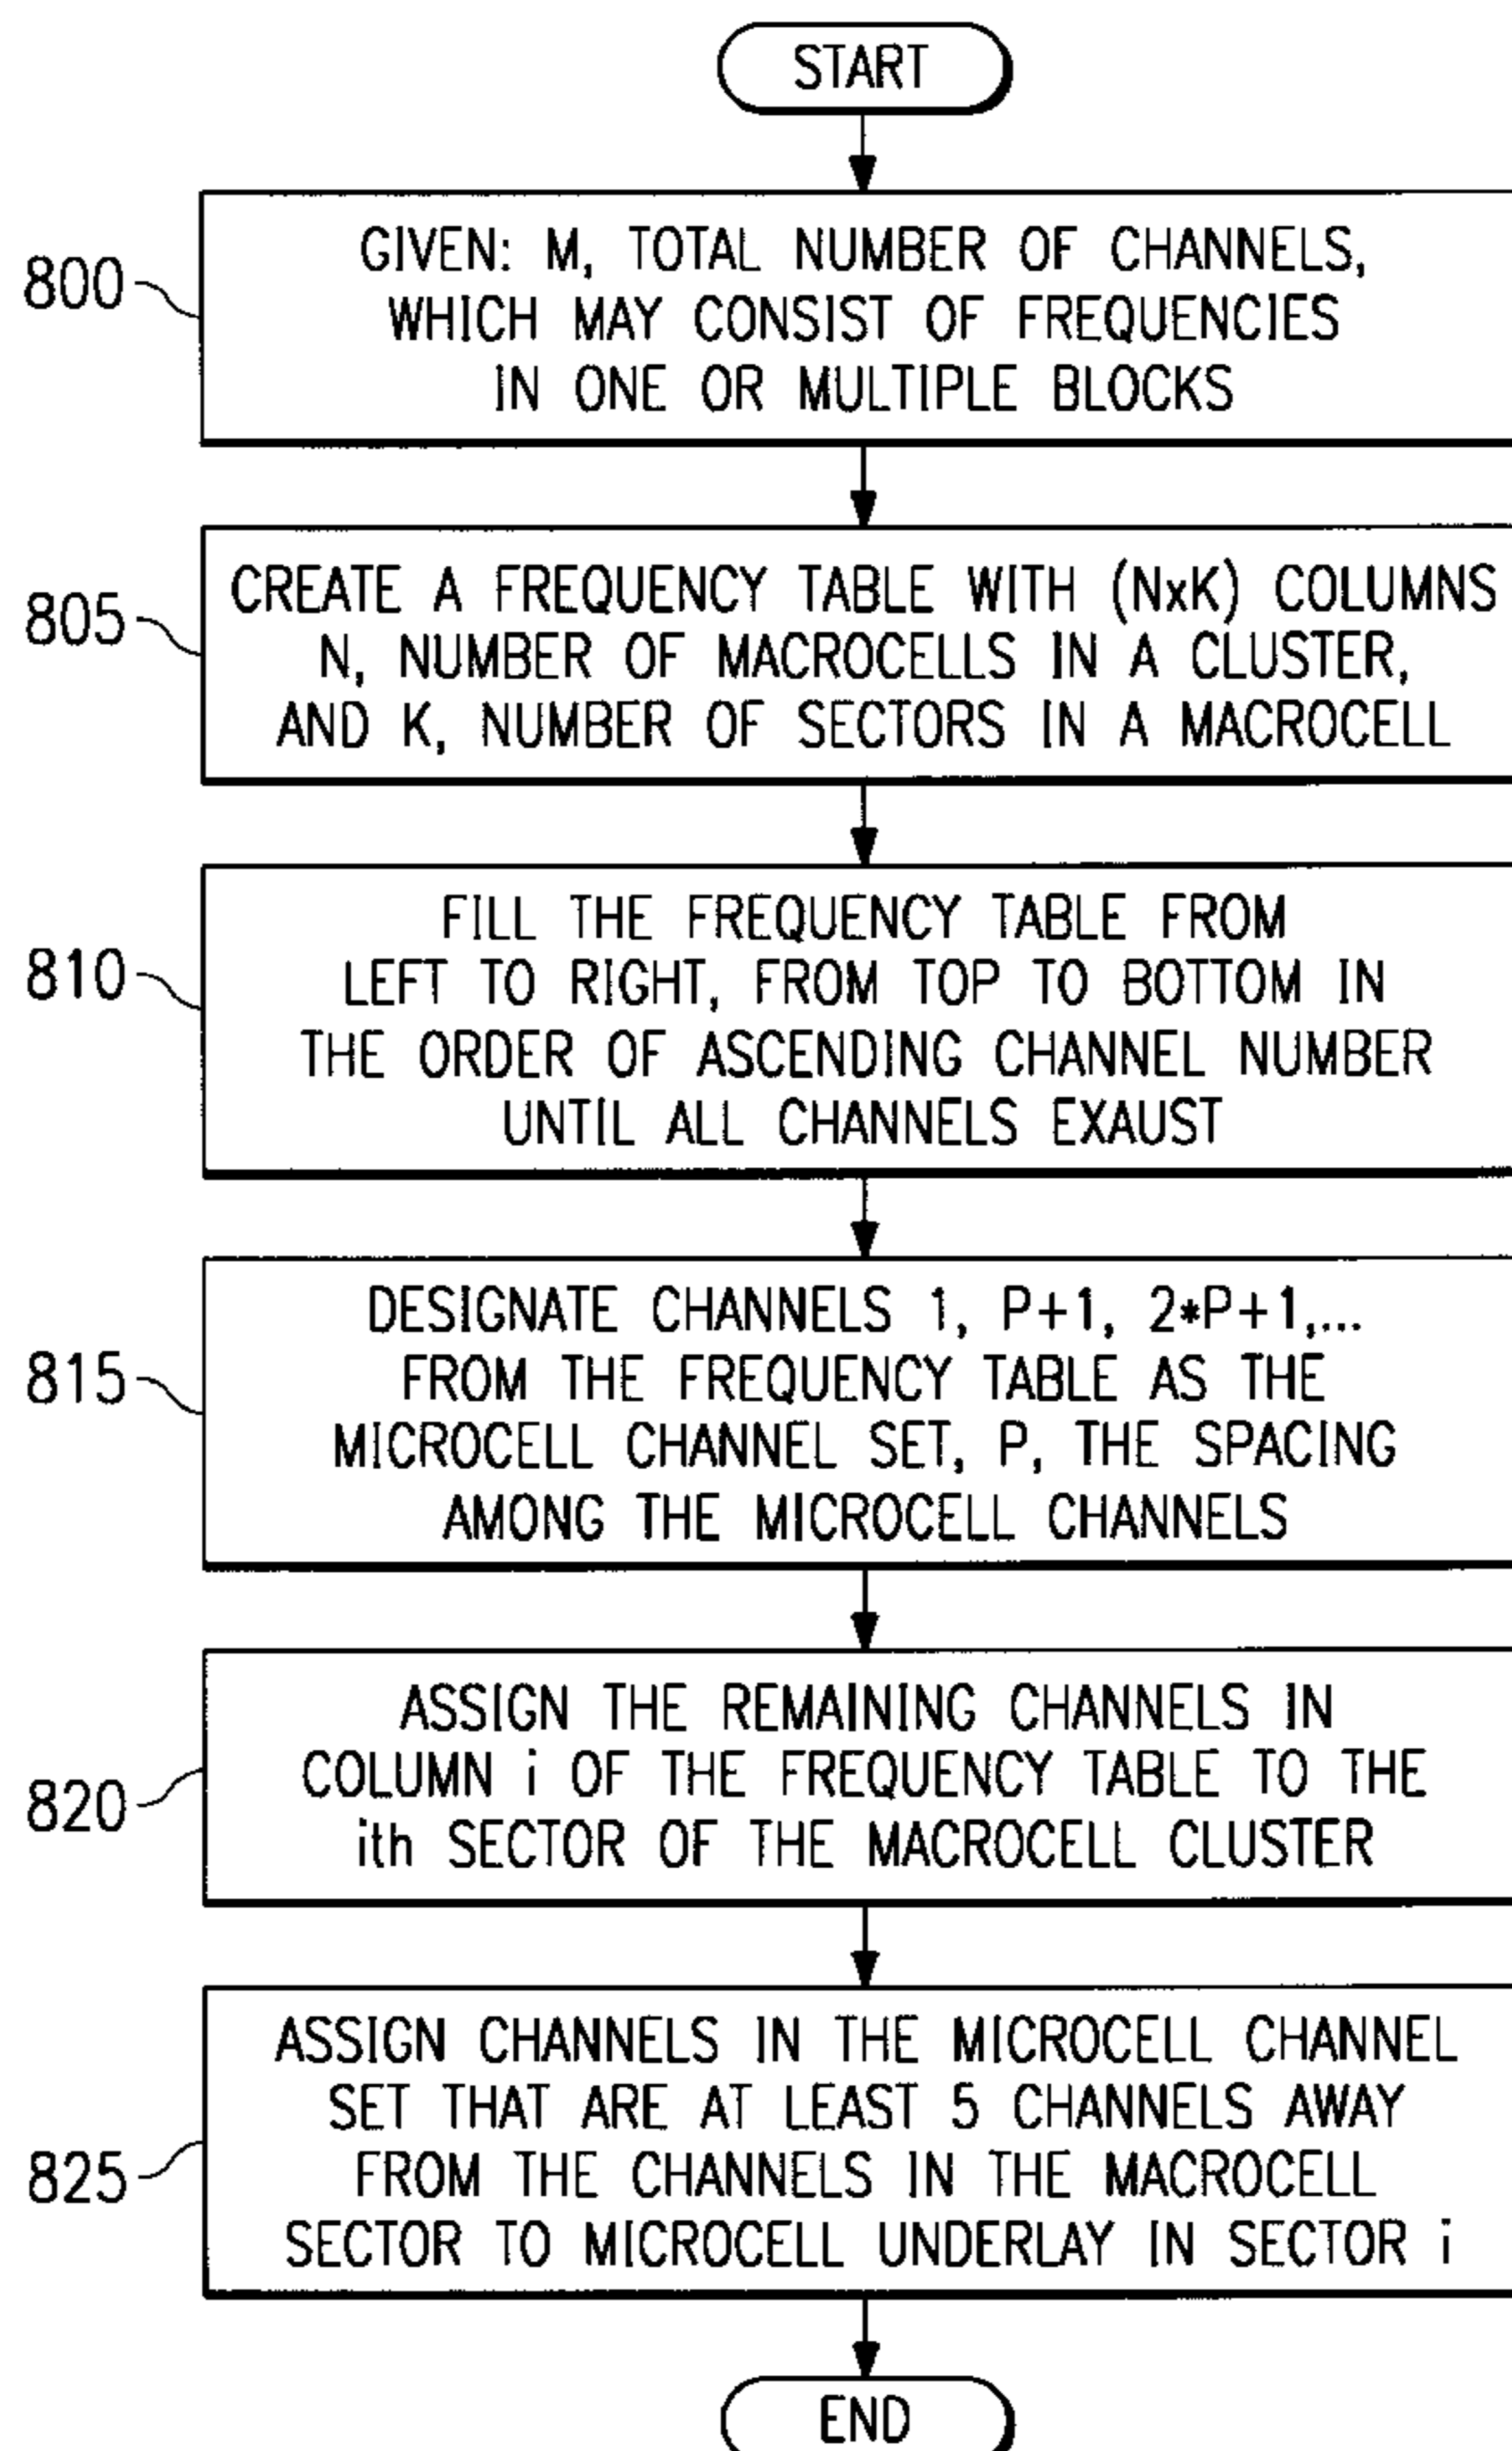 START
800
GIVEN: M, TOTAL NUMBER OF CHANNELS,
WHICH MAY CONSIST OF FREQUENCIES
IN ONE OR MULTIPLE BLOCKS
805
CREATE A FREQUENCY TABLE WITH (NxK) COLUMNS
N, NUMBER OF MACROCELLS IN A CLUSTER,
AND K, NUMBER OF SECTORS IN A MACROCELL
810
FILL THE FREQUENCY TABLE FROM
LEFT TO RIGHT, FROM TOP TO BOTTOM IN
THE ORDER OF ASCENDING CHANNEL NUMBER
UNTIL ALL CHANNELS EXAUST
815
DESIGNATE CHANNELS 1, P+1, 2*P+1,...
FROM THE FREQUENCY TABLE AS THE
MICROCELL CHANNEL SET, P, THE SPACING
AMONG THE MICROCELL CHANNELS
820
ASSIGN THE REMAINING CHANNELS IN
COLUMN i OF THE FREQUENCY TABLE TO THE
ith SECTOR OF THE MACROCELL CLUSTER
825
ASSIGN CHANNELS IN THE MICROCELL CHANNEL
SET THAT ARE AT LEAST 5 CHANNELS AWAY
FROM THE CHANNELS IN THE MACROCELL
SECTOR TO MICROCELL UNDERLAY IN SECTOR i
END